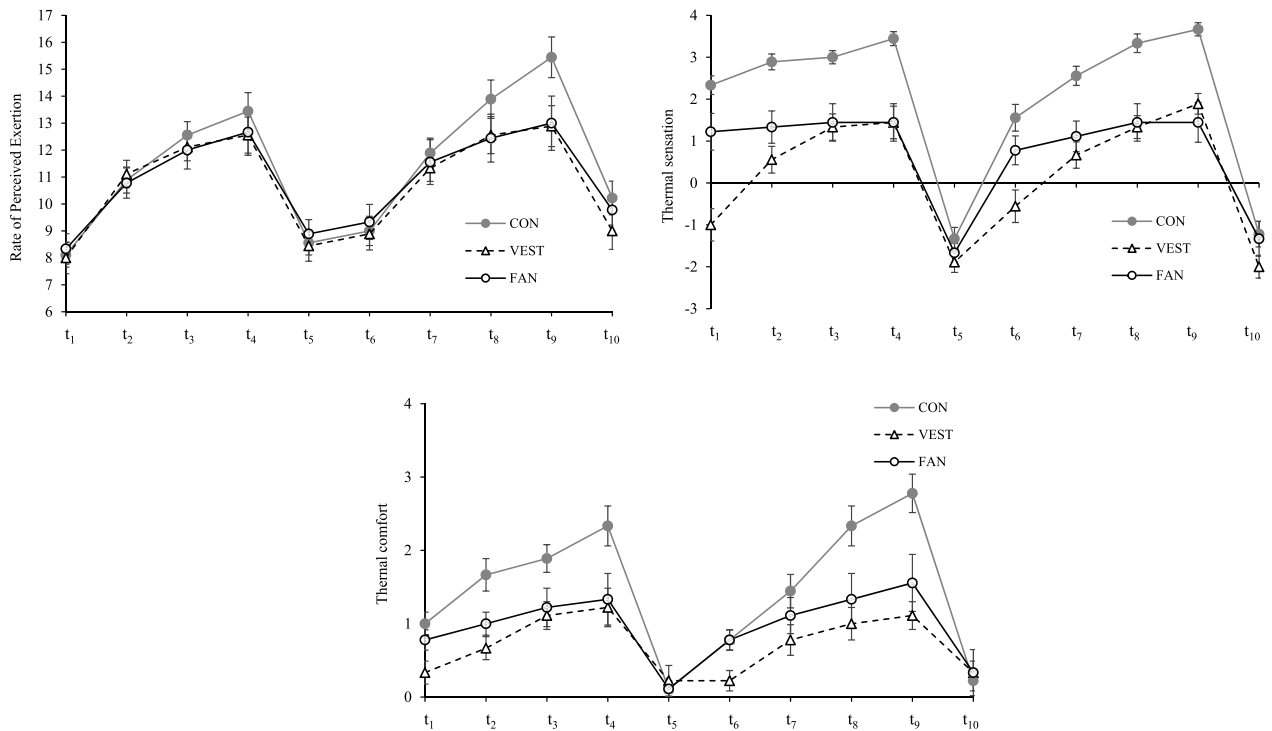 Rate of Perceived Exertion
17
16
15
14
13
12
11
10
9
8
7
6
t1 t2 t3 t4 t5 t6 t7 t8 t9 t10
CON
VEST
FAN
Thermal sensation
4
3
2
1
0
-1
-2
-3
t1 t2 t3 t4 t5 t6 t7 t8 t9 t10
CON
VEST
FAN
Thernal comfort
4
3
2
1
0
t1 t2 t3 t4 t5 t6 t7 t8 t9 t10
CON
VEST
FAN